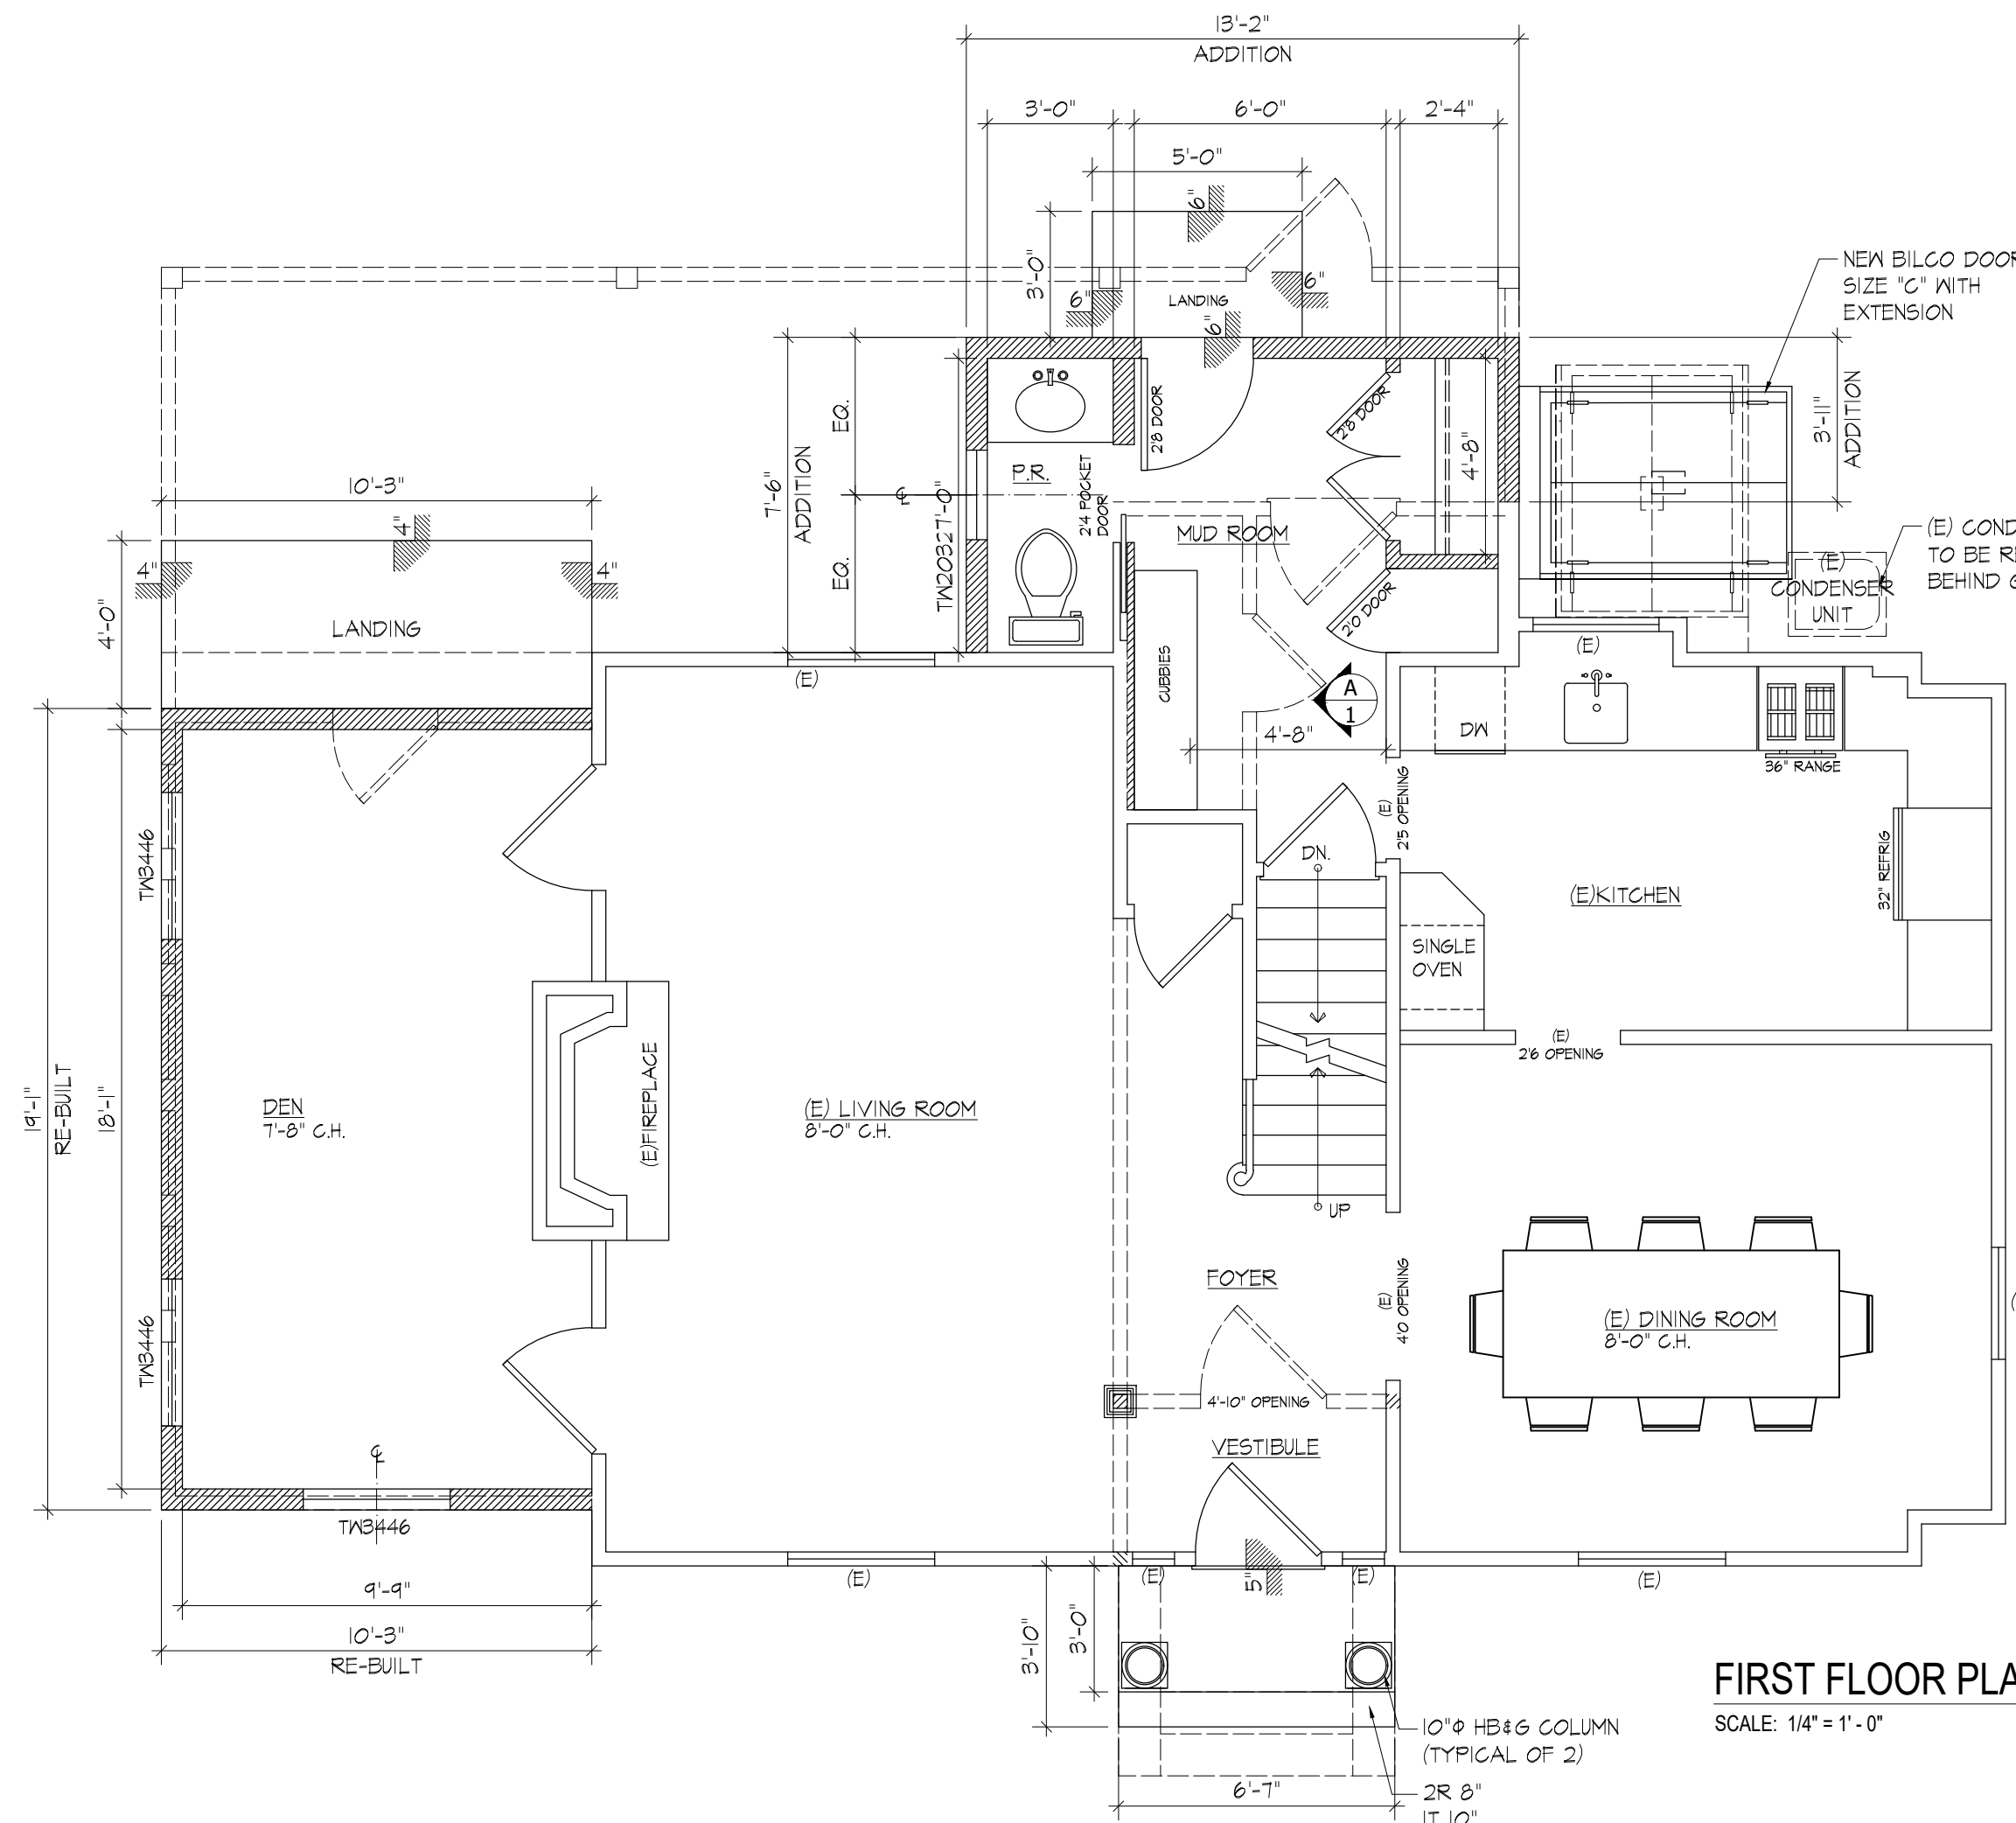 13'-2"
ADDITION
3'-0"
6'-0"
2'-4"
5'-0"
6"
3'-0"
6"
6"
LANDING
6"
NEW BILCO DOOR
SIZE "C" WITH
EXTENSION
3'-11"
ADDITION
10'-3"
4"
4"
4"
4'-0"
LANDING
7'-6"
ADDITION
EQ.
EQ.
℄
TW2032
7'-0"
P.R.
2'4 POCKET
DOOR
2'8 DOOR
2'8 DOOR
4'-8"
MUD ROOM
2'0 DOOR
CUBBIES
A
1
4'-8"
(E)
(E)
CONDENSER
UNIT
(E) COND
TO BE
BEHIND
(E)
DW
36" RANGE
(E)
2'5 OPENING
32" REFRIG
(E)KITCHEN
SINGLE
OVEN
DN.
(E)
2'6 OPENING
TW3446
TW3446
19'-1"
RE-BUILT
18'-1"
DEN
7'-8" C.H.
(E)FIREPLACE
(E) LIVING ROOM
8'-0" C.H.
UP
FOYER
(E)
4'0 OPENING
(E) DINING ROOM
8'-0" C.H.
4'-10" OPENING
VESTIBULE
℄
TW3446
9'-9"
10'-3"
RE-BUILT
(E)
(E)
5"
(E)
(E)
3'-10"
3'-0"
6'-7"
10"Φ HB&G COLUMN
(TYPICAL OF 2)
2R 8"
1T 10"
FIRST FLOOR
SCALE: 1/4" = 1' - 0"